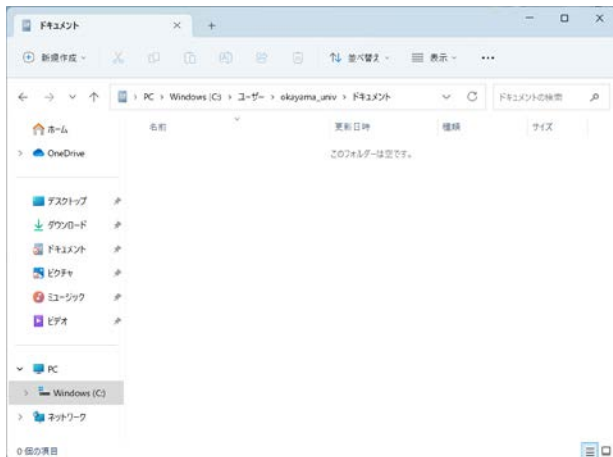 ドキュメント
新規作成
並べ替え
表示
PC > Windows (C:) > ユーザー > okayama_univ > ドキュメント
ドキュメントの検索
名前 更新日時 種類 サイズ
このフォルダーは空です。
ホーム
OneDrive
デスクトップ
ダウンロード
ドキュメント
ピクチャ
ミュージック
ビデオ
PC
Windows (C:)
ネットワーク
0 個の項目